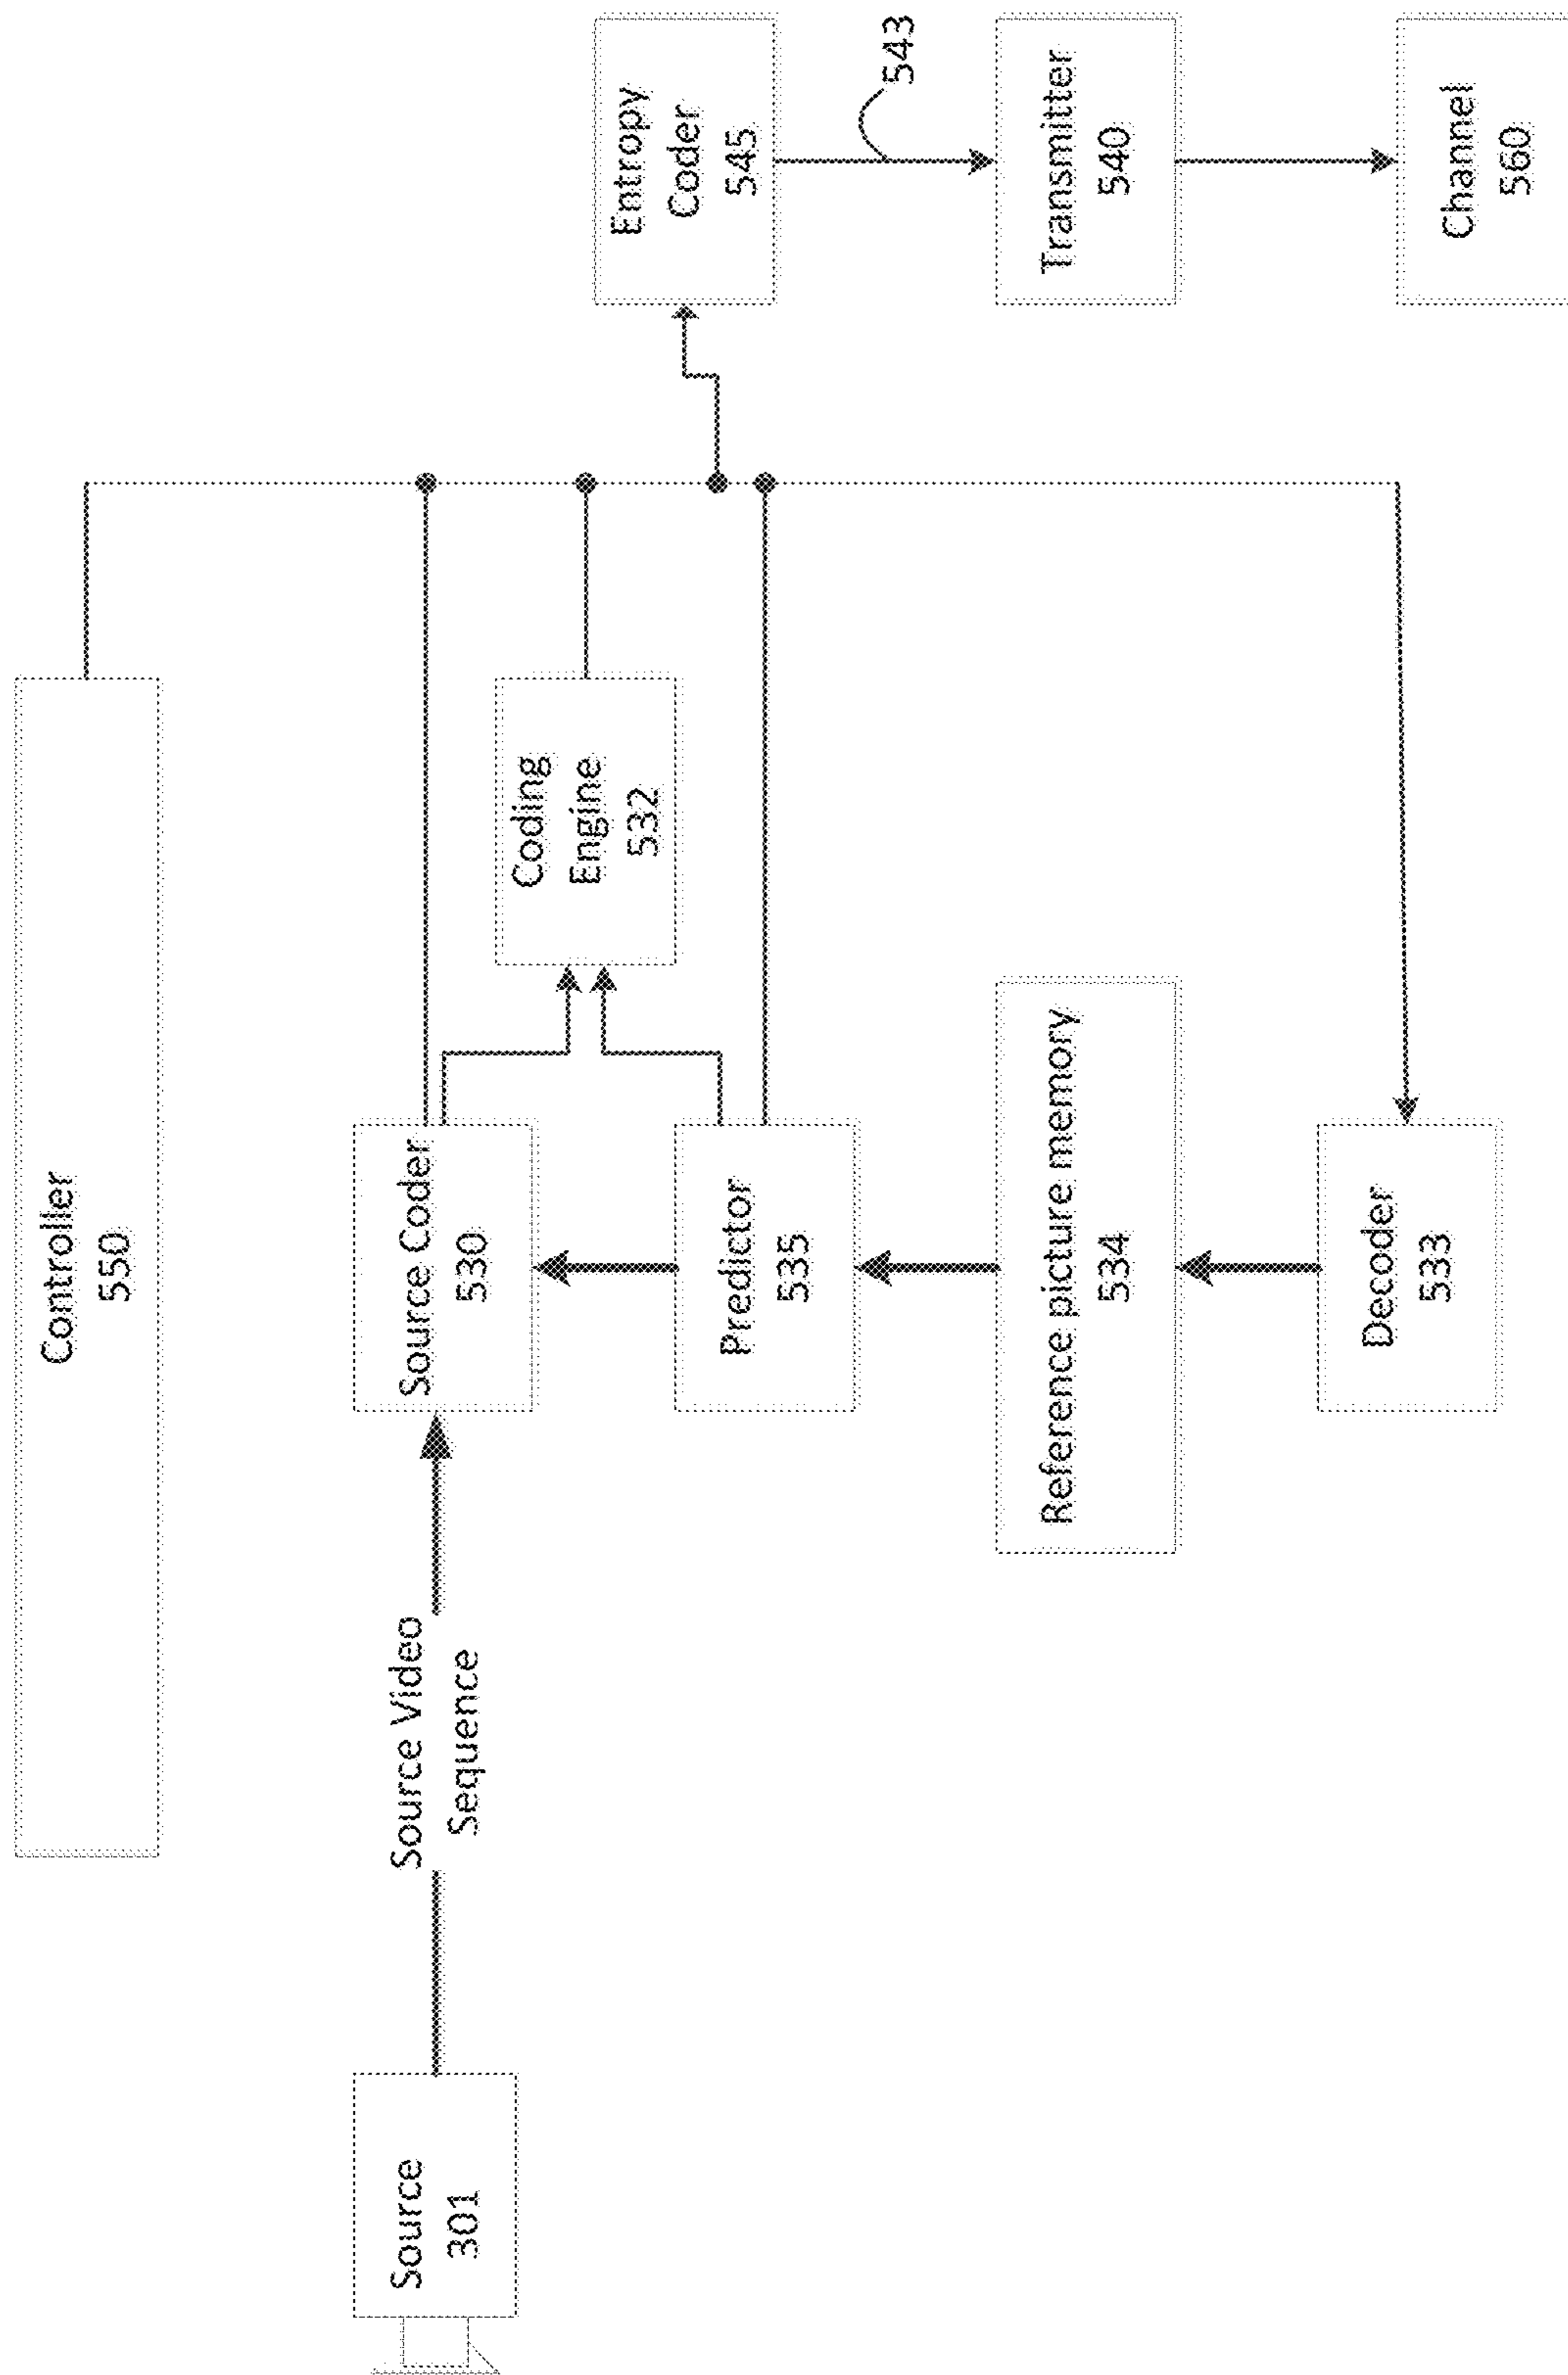 Controller
550
Source
301
Source Video
Sequence
Source Coder
530
Coding
Engine
532
Predictor
535
Reference picture memory
534
Decoder
533
Entropy
Coder
545
543
Transmitter
540
Channel
560